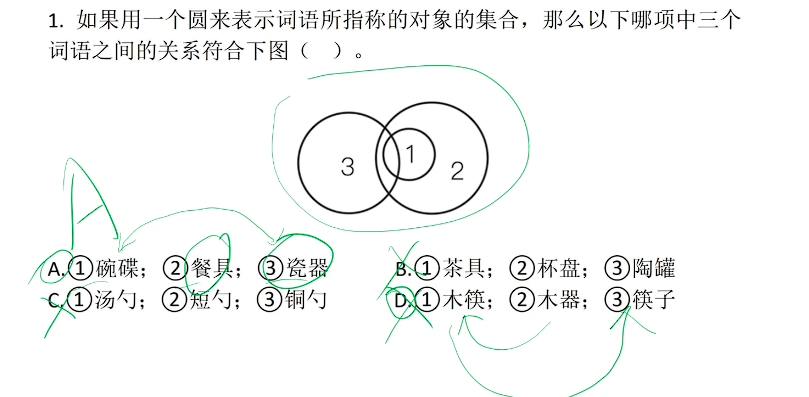 1. 如果用一个圆来表示词语所指称的对象的集合，那么以下哪项中三个
词语之间的关系符合下图（　）。
3 1 2
A
A.①碗碟；②餐具；③瓷器 B.①茶具；②杯盘；③陶罐
C.①汤勺；②短勺；③铜勺 D.①木筷；②木器；③筷子